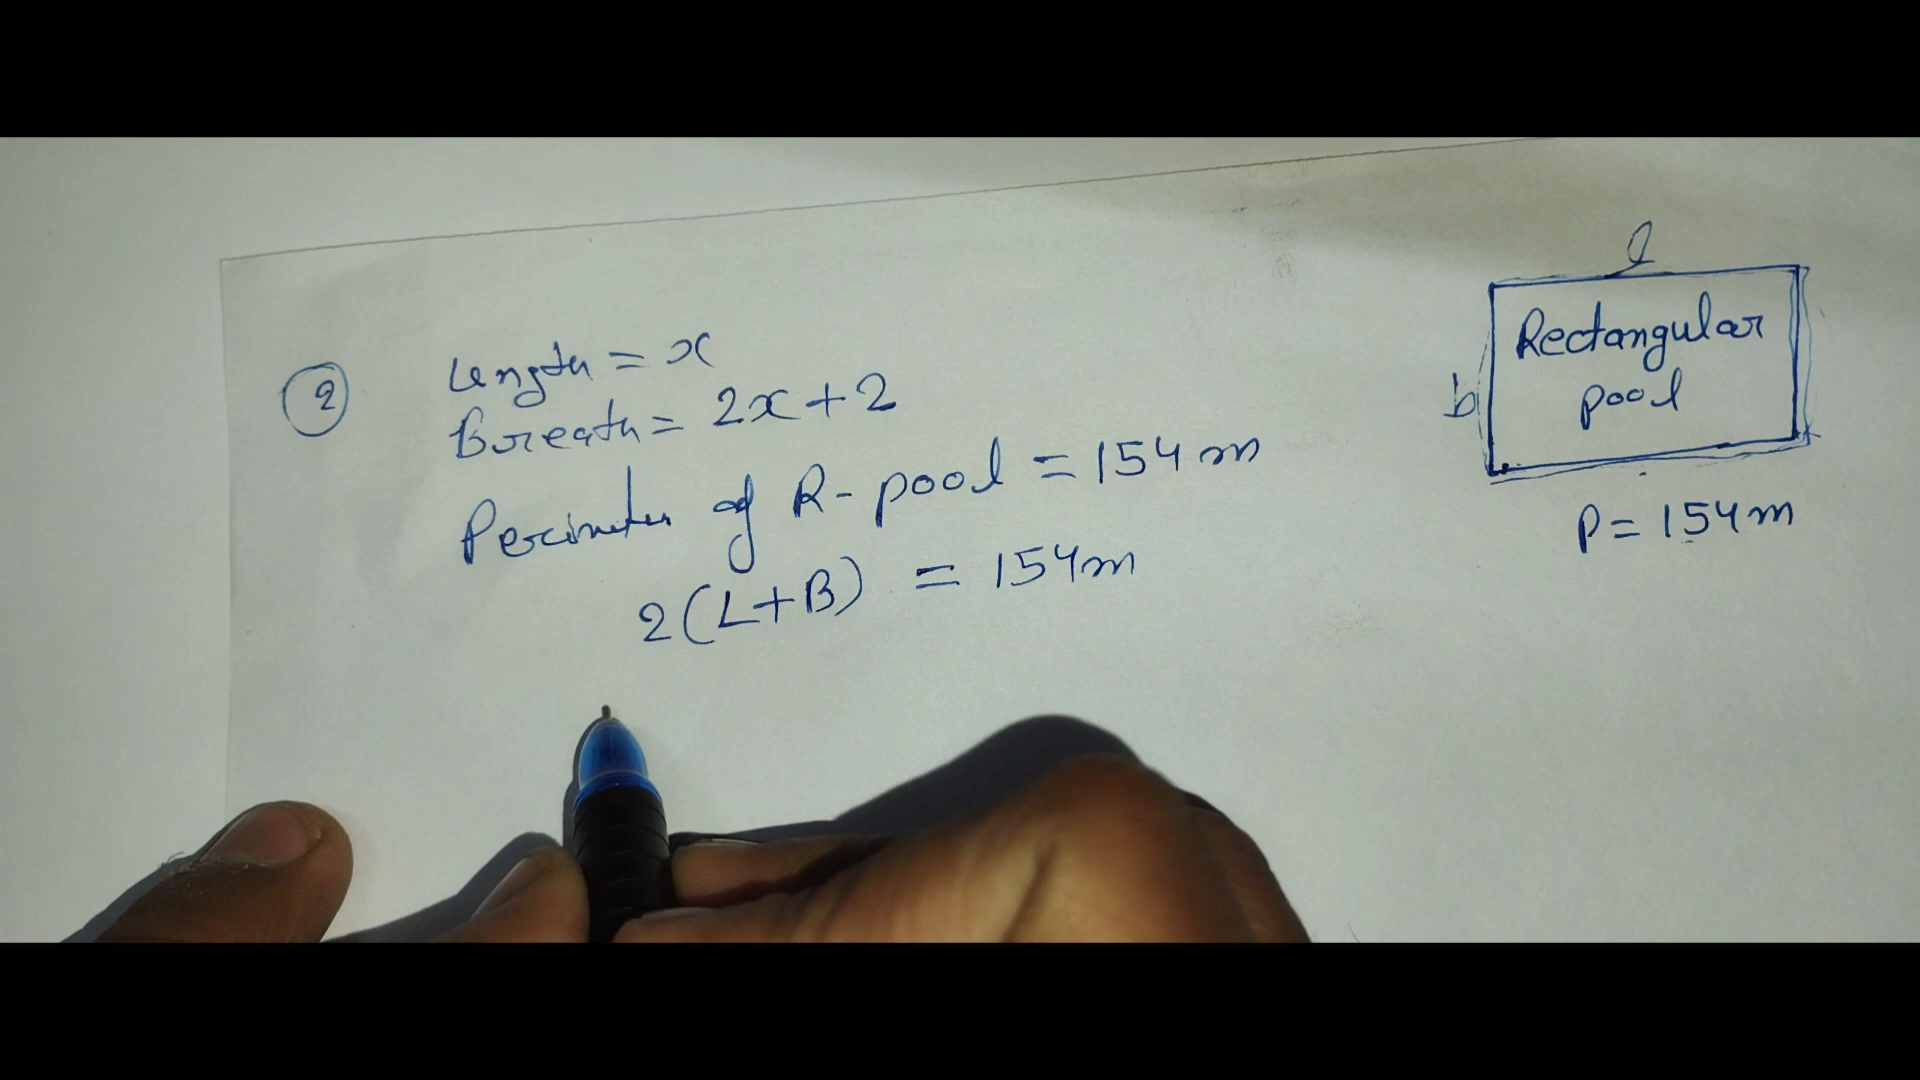 2
Length = x
Breath = 2x+2
Perimeter of R-pool = 154 m
2(L+B) = 154m
l
Rectangular
pool
b
P = 154m